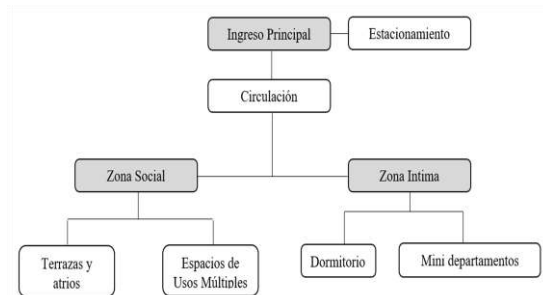 Ingreso Principal
Estacionamiento
Circulación
Zona Social
Zona Intima
Terrazas y
atrios
Espacios de
Usos Múltiples
Dormitorio
Mini departamentos